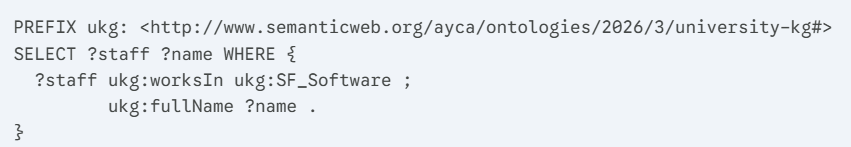 PREFIX ukg: <http://www.semanticweb.org/ayca/ontologies/2026/3/university-kg#>
SELECT ?staff ?name WHERE {
  ?staff ukg:worksIn ukg:SF_Software ;
         ukg:fullName ?name .
}